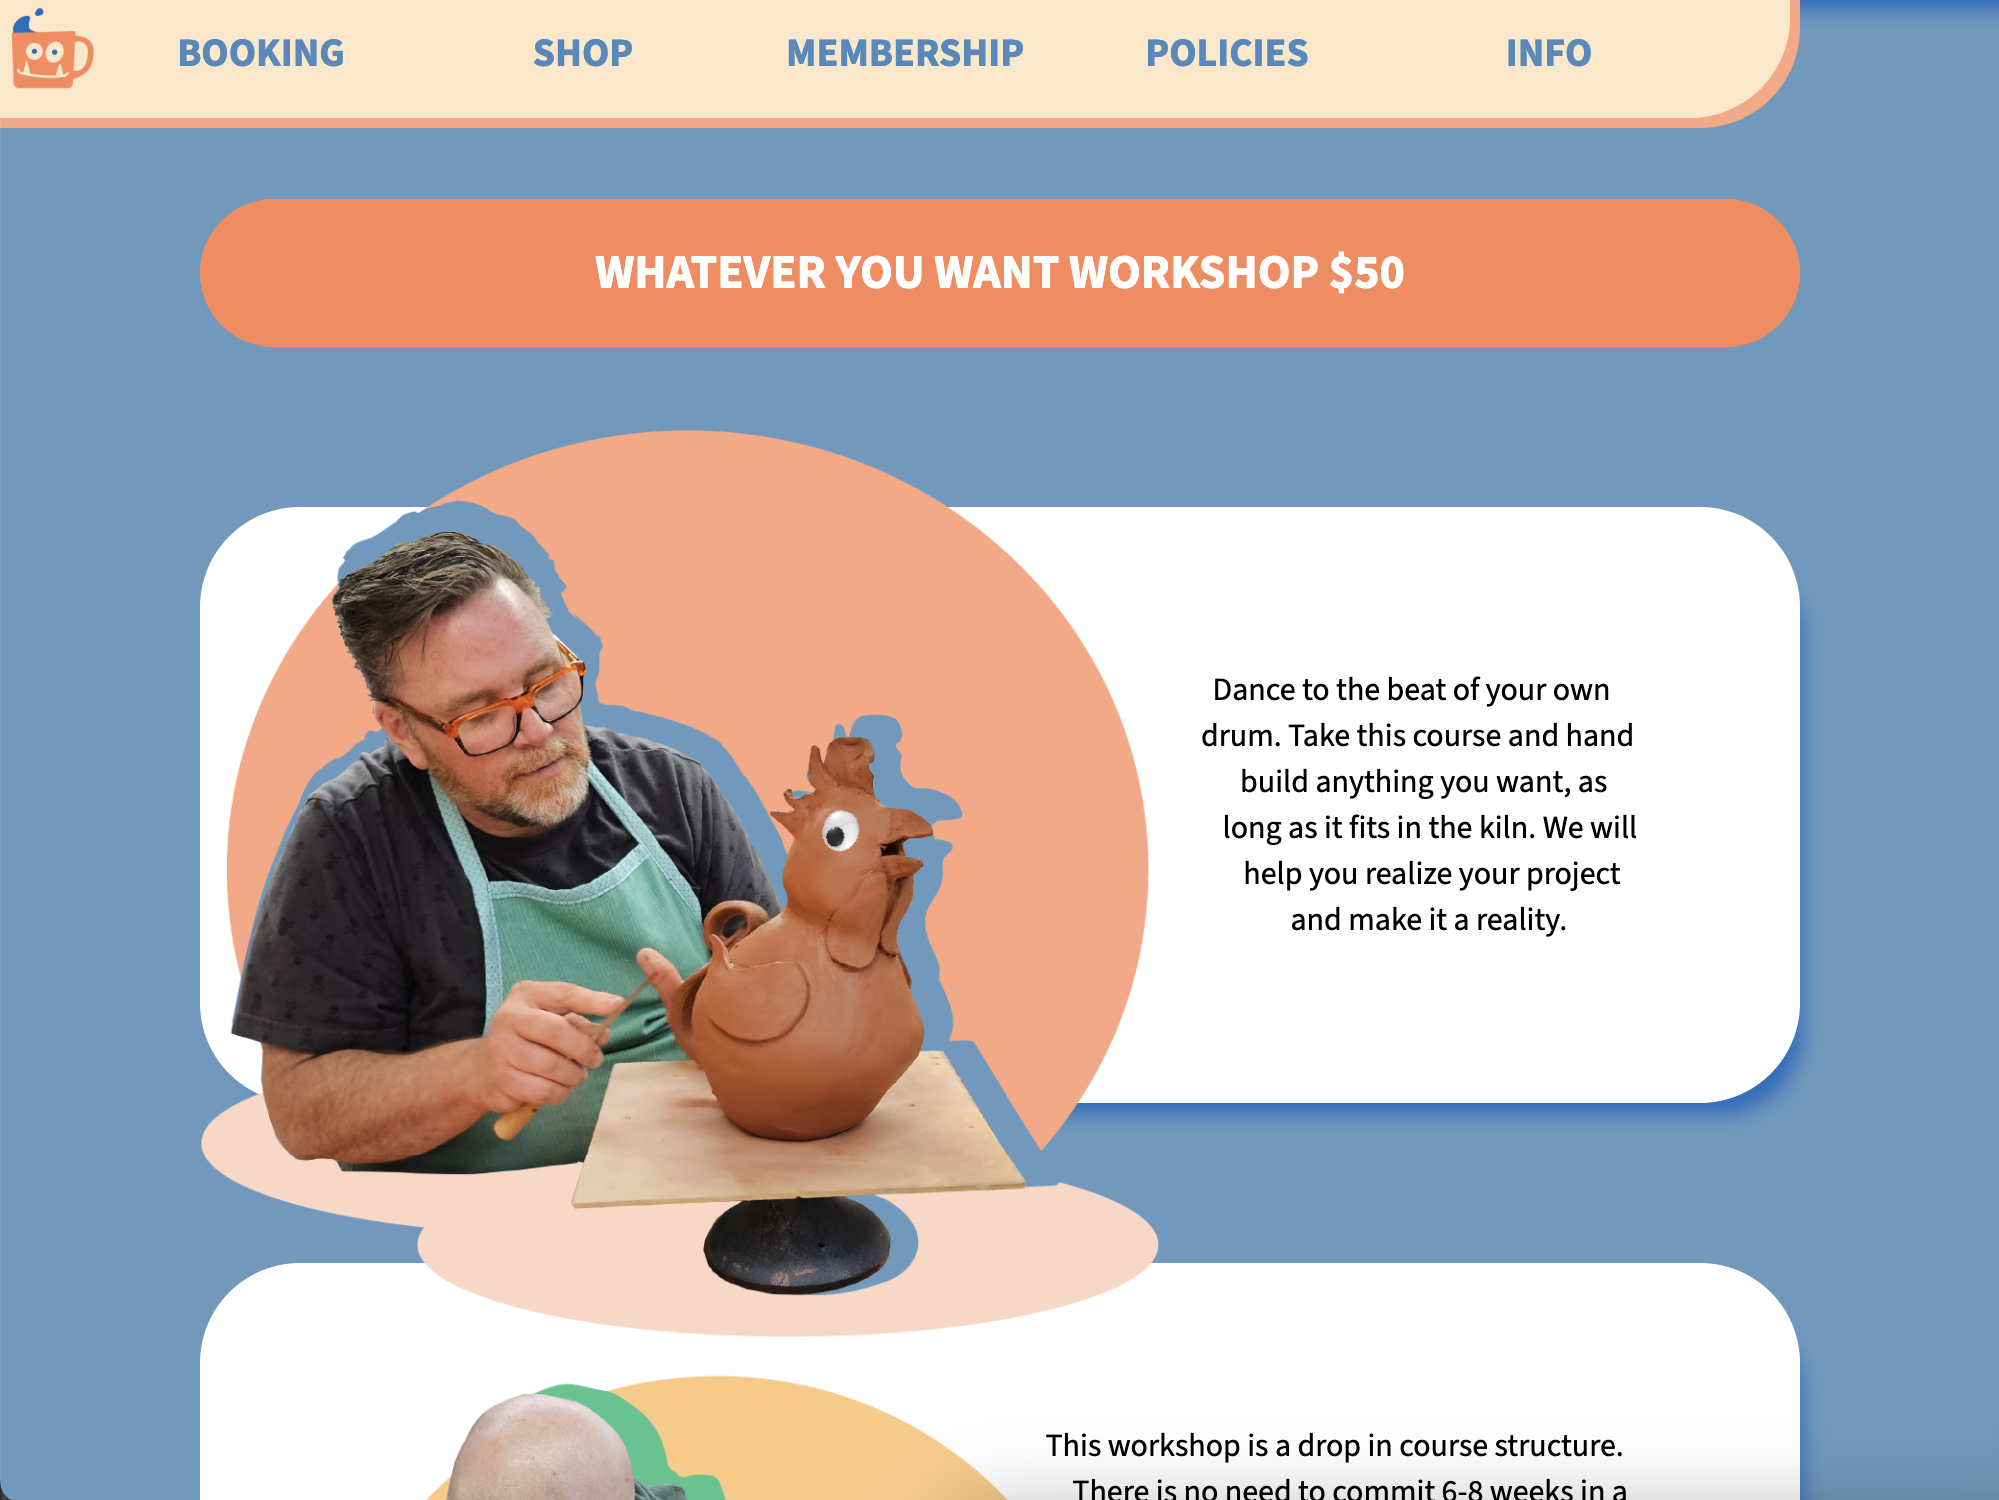 BOOKING SHOP MEMBERSHIP POLICIES INFO
WHATEVER YOU WANT WORKSHOP $50
Dance to the beat of your own
drum. Take this course and hand
build anything you want, as
long as it fits in the kiln. We will
help you realize your project
and make it a reality.
This workshop is a drop in course structure.
There is no need to commit 6-8 weeks in a